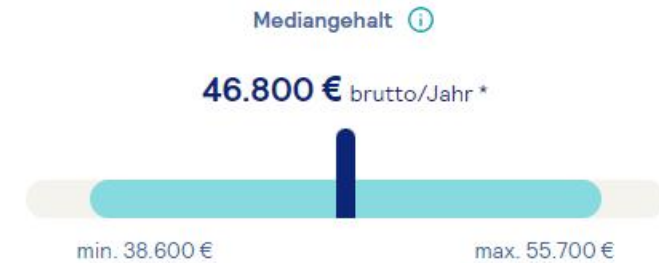 Mediangehalt
46.800 € brutto/Jahr *
min. 38.600 € max. 55.700 €